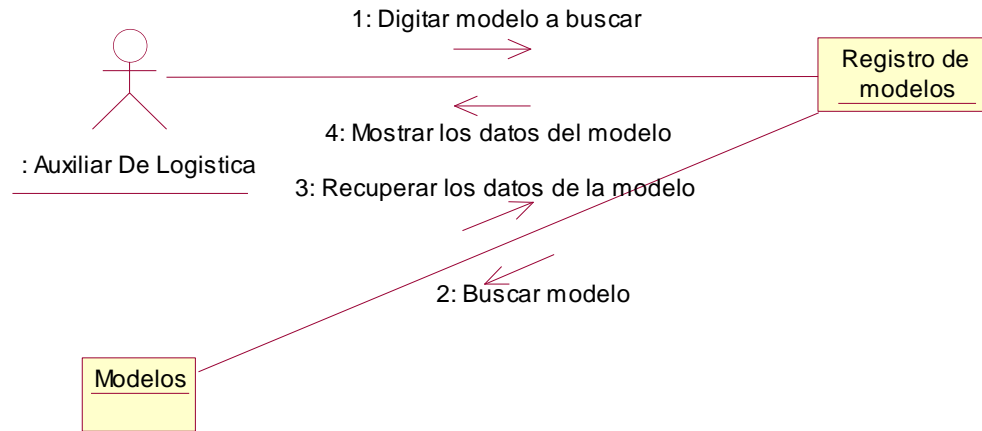 1: Digitar modelo a buscar
Registro de
modelos
4: Mostrar los datos del modelo
: Auxiliar De Logistica
3: Recuperar los datos de la modelo
2: Buscar modelo
Modelos